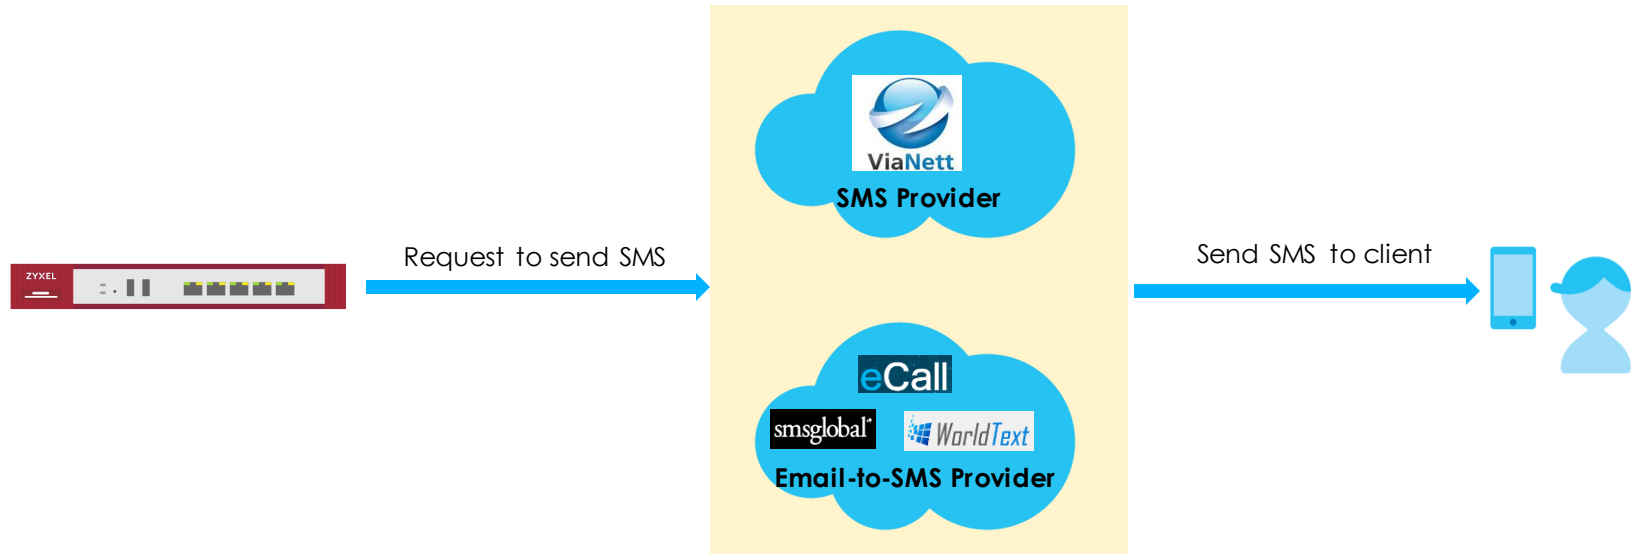 ZYXEL
Request to send SMS
ViaNett
SMS Provider
eCall
smsglobal
WorldText
Email-to-SMS Provider
Send SMS to client